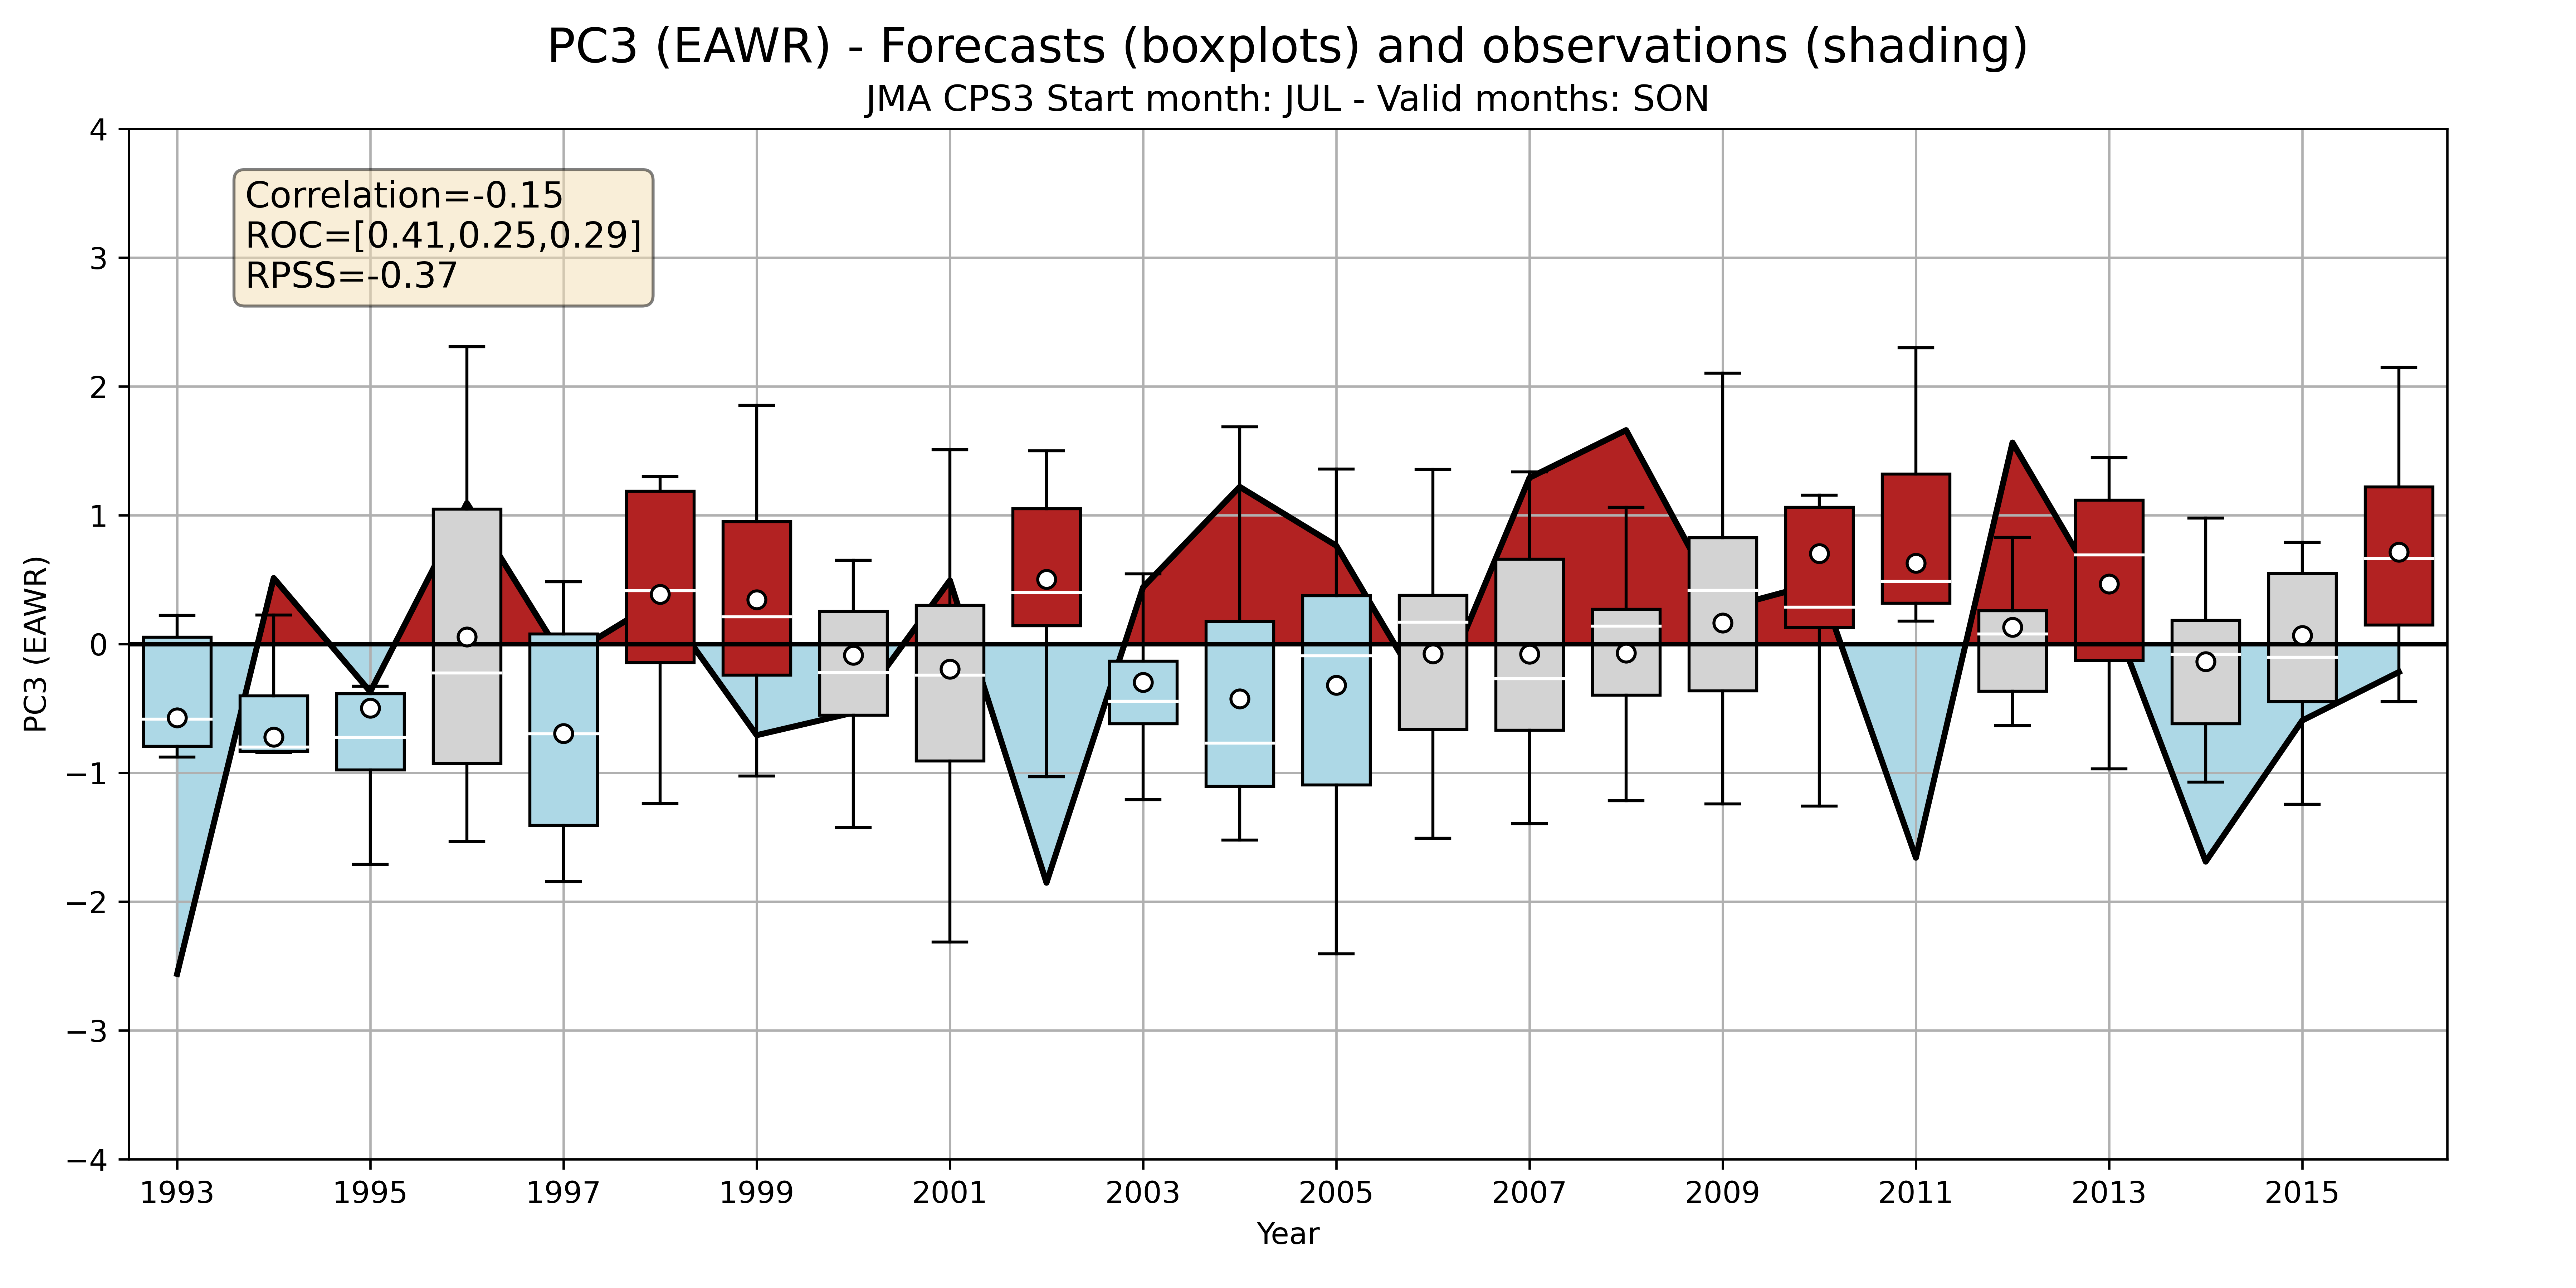 PC3 (EAWR) - Forecasts (boxplots) and observations (shading)
JMA CPS3 Start month: JUL - Valid months: SON
Correlation=-0.15
ROC=[0.41,0.25,0.29]
RPSS=-0.37
PC3 (EAWR)
4
3
2
1
0
−1
−2
−3
−4
1993 1995 1997 1999 2001 2003 2005 2007 2009 2011 2013 2015
Year